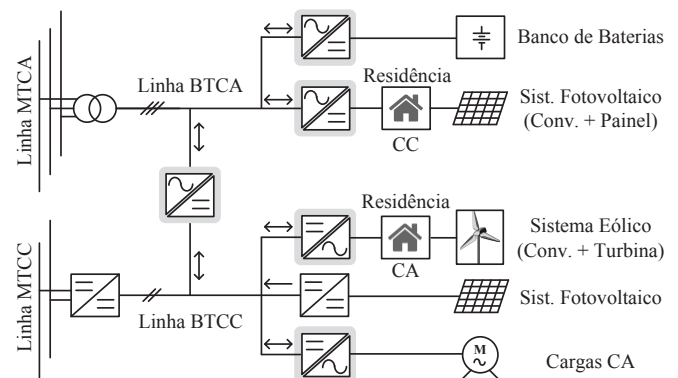 Linha MTCA
Linha BTCA
Banco de Baterias
Residência
CC
Sist. Fotovoltaico
(Conv. + Painel)
Residência
CA
Sistema Eólico
(Conv. + Turbina)
Linha MTCC
Linha BTCC
Sist. Fotovoltaico
M
Cargas CA